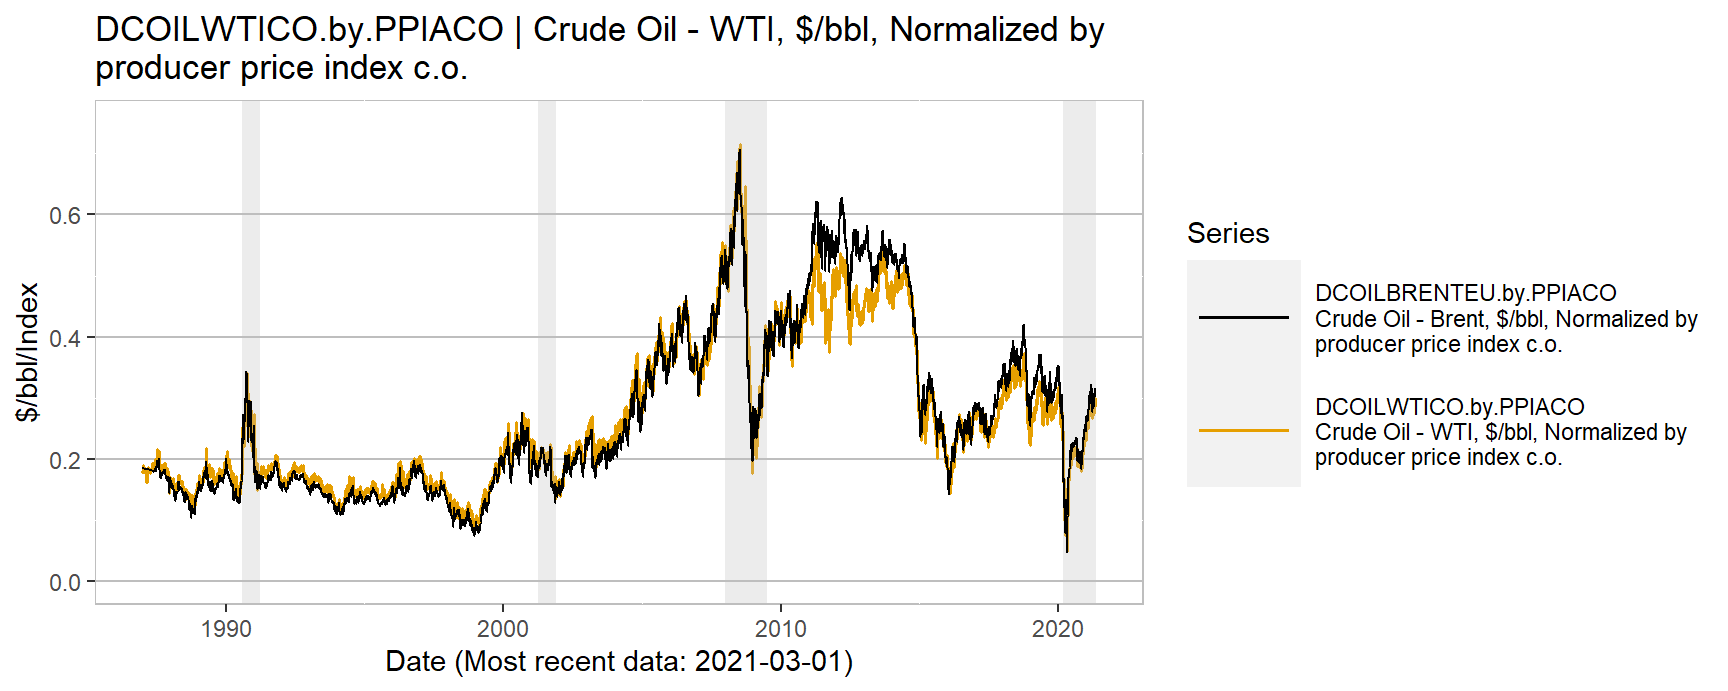 DCOILWTICO.by.PPIACO | Crude Oil - WTI, $/bbl, Normalized by
producer price index c.o.
$/bbl/Index
0.6
0.4
0.2
0.0
1990
2000
2010
2020
Date (Most recent data: 2021-03-01)
Series
DCOILBRENTEU.by.PPIACO
Crude Oil - Brent, $/bbl, Normalized by
producer price index c.o.
DCOILWTICO.by.PPIACO
Crude Oil - WTI, $/bbl, Normalized by
producer price index c.o.